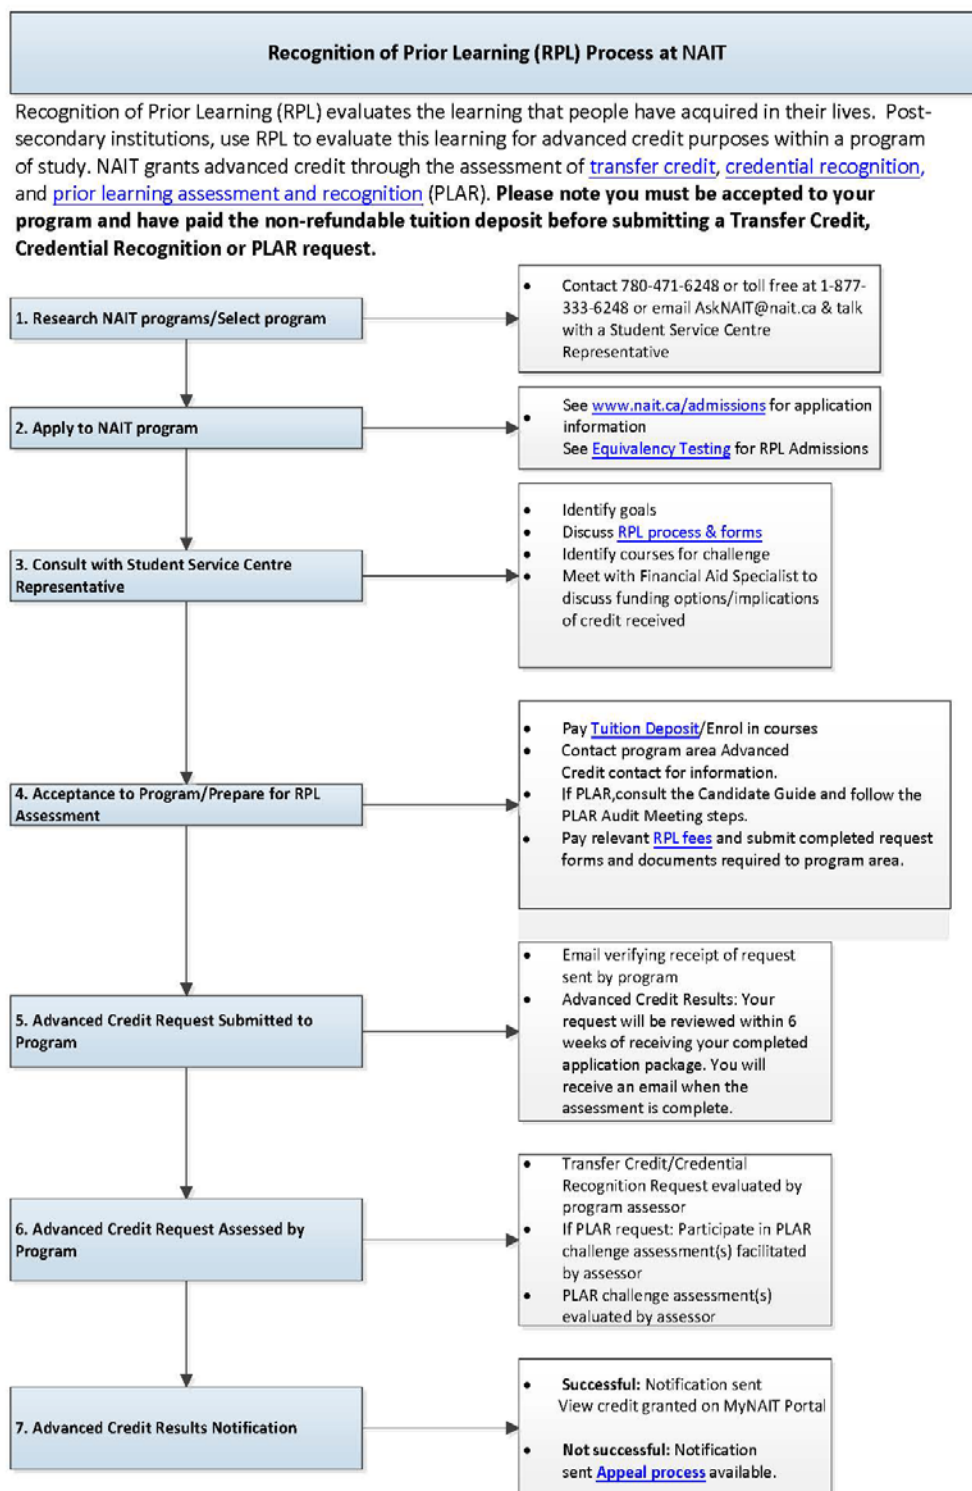 Recognition of Prior Learning (RPL) Process at NAIT
Recognition of Prior Learning (RPL) evaluates the learning that people have acquired in their lives.  Post-
secondary institutions, use RPL to evaluate this learning for advanced credit purposes within a program
of study. NAIT grants advanced credit through the assessment of transfer credit, credential recognition,
and prior learning assessment and recognition (PLAR). Please note you must be accepted to your
program and have paid the non-refundable tuition deposit before submitting a Transfer Credit,
Credential Recognition or PLAR request.
1. Research NAIT programs/Select program
• Contact 780-471-6248 or toll free at 1-877-
333-6248 or email AskNAIT@nait.ca & talk
with a Student Service Centre
Representative
2. Apply to NAIT program
• See www.nait.ca/admissions for application
information
See Equivalency Testing for RPL Admissions
3. Consult with Student Service Centre
Representative
• Identify goals
• Discuss RPL process & forms
• Identify courses for challenge
• Meet with Financial Aid Specialist to
discuss funding options/implications
of credit received
4. Acceptance to Program/Prepare for RPL
Assessment
• Pay Tuition Deposit/Enrol in courses
• Contact program area Advanced
Credit contact for information.
• If PLAR,consult the Candidate Guide and follow the
PLAR Audit Meeting steps.
• Pay relevant RPL fees and submit completed request
forms and documents required to program area.
5. Advanced Credit Request Submitted to
Program
• Email verifying receipt of request
sent by program
• Advanced Credit Results: Your
request will be reviewed within 6
weeks of receiving your completed
application package. You will
receive an email when the
assessment is complete.
6. Advanced Credit Request Assessed by
Program
• Transfer Credit/Credential
Recognition Request evaluated by
program assessor
• If PLAR request: Participate in PLAR
challenge assessment(s) facilitated
by assessor
• PLAR challenge assessment(s)
evaluated by assessor
7. Advanced Credit Results Notification
• Successful: Notification sent
View credit granted on MyNAIT Portal
• Not successful: Notification
sent Appeal process available.